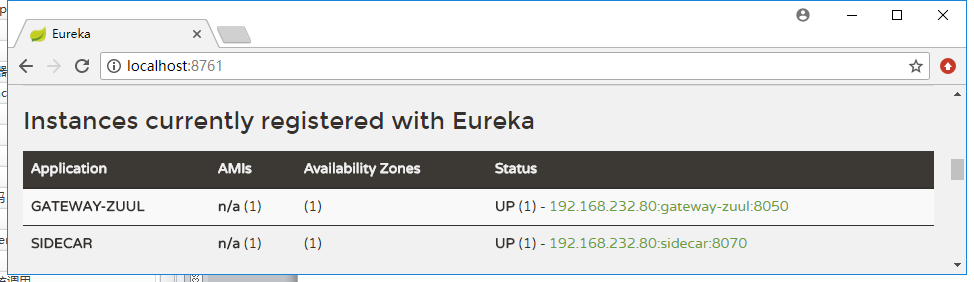 Eureka
localhost:8761
Instances currently registered with Eureka
Application AMIs Availability Zones Status
GATEWAY-ZUUL n/a (1) (1) UP (1) - 192.168.232.80:gateway-zuul:8050
SIDECAR n/a (1) (1) UP (1) - 192.168.232.80:sidecar:8070